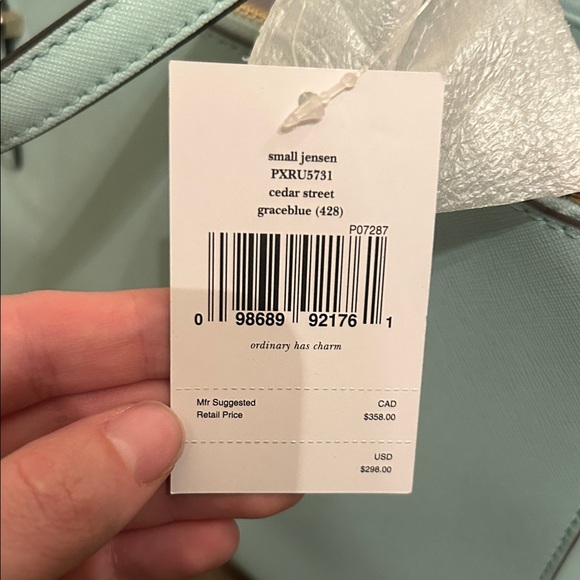 small jensen
PXRU5731
cedar street
graceblue (428)
P07287
0 98689 92176 1
ordinary has charm
Mfr Suggested CAD
Retail Price $358.00
USD
$298.00